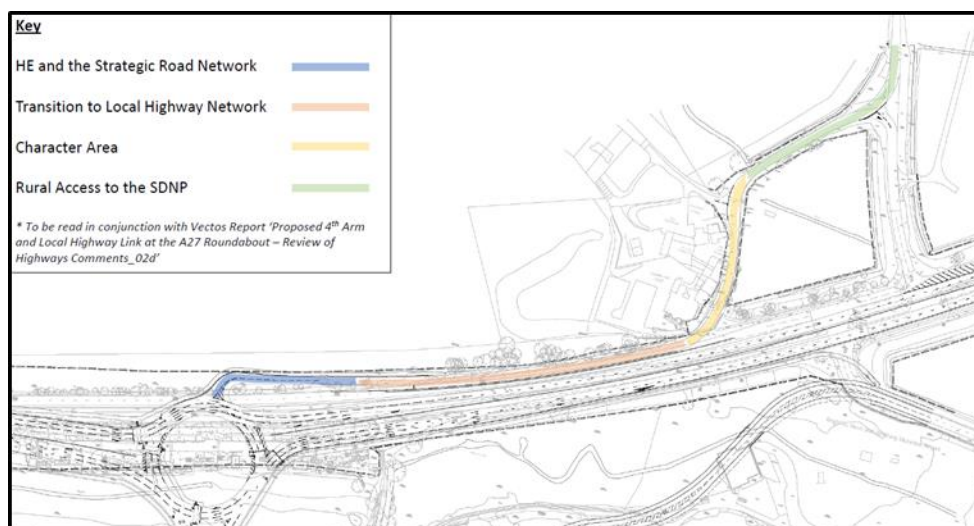 Key
HE and the Strategic Road Network
Transition to Local Highway Network
Character Area
Rural Access to the SDNP
* To be read in conjunction with Vectos Report 'Proposed 4th Arm
and Local Highway Link at the A27 Roundabout – Review of
Highways Comments_02d'